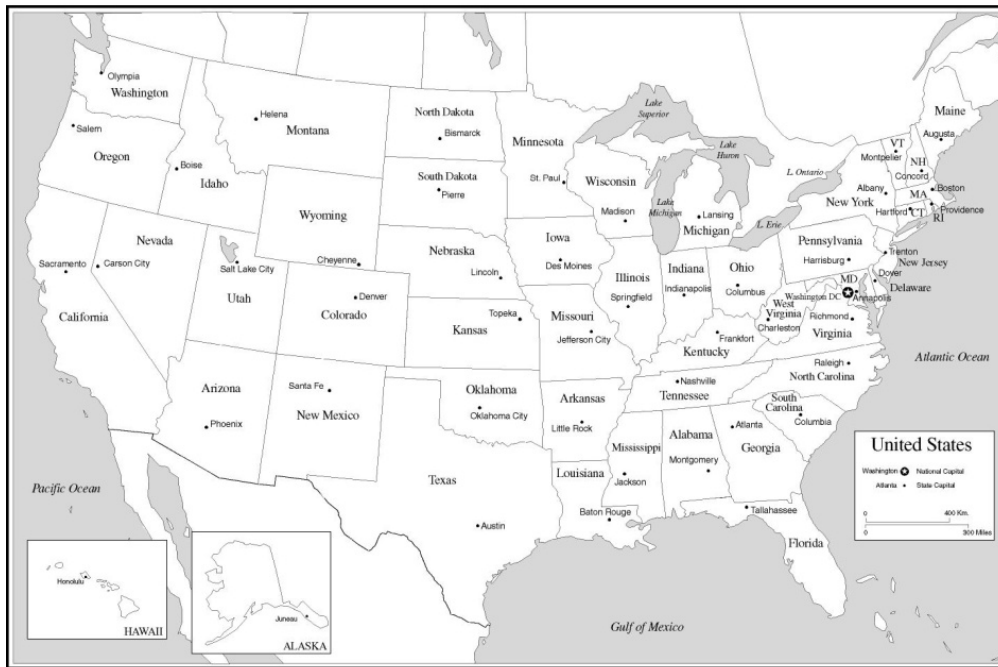 Olympia
Washington
Salem
Oregon
Helena
Montana
Boise
Idaho
North Dakota
Bismarck
South Dakota
Pierre
Minnesota
St. Paul
Wisconsin
Madison
Lake
Superior
Lake
Huron
Lake
Michigan
Lansing
Michigan
L. Ontario
L. Erie
Maine
Augusta
VT
Montpelier
NH
Concord
Albany
New York
MA
Boston
Hartford
CT
Providence
RI
Wyoming
Cheyenne
Nevada
Carson City
Sacramento
California
Salt Lake City
Utah
Denver
Colorado
Nebraska
Lincoln
Topeka
Kansas
Iowa
Des Moines
Illinois
Springfield
Missouri
Jefferson City
Indiana
Indianapolis
Ohio
Columbus
Pennsylvania
Harrisburg
Trenton
New Jersey
MD
Dover
Delaware
Washington DC
Annapolis
West
Virginia
Charleston
Richmond
Virginia
Frankfort
Kentucky
Raleigh
North Carolina
Nashville
Tennessee
Arizona
Phoenix
Santa Fe
New Mexico
Oklahoma
Oklahoma City
Arkansas
Little Rock
South
Carolina
Columbia
Mississippi
Jackson
Alabama
Montgomery
Atlanta
Georgia
Texas
Austin
Louisiana
Baton Rouge
Tallahassee
Florida
Atlantic Ocean
Pacific Ocean
Gulf of Mexico
Honolulu
HAWAII
Juneau
ALASKA
United States
Washington National Capital
Atlanta State Capital
0 400 Km.
0 300 Miles